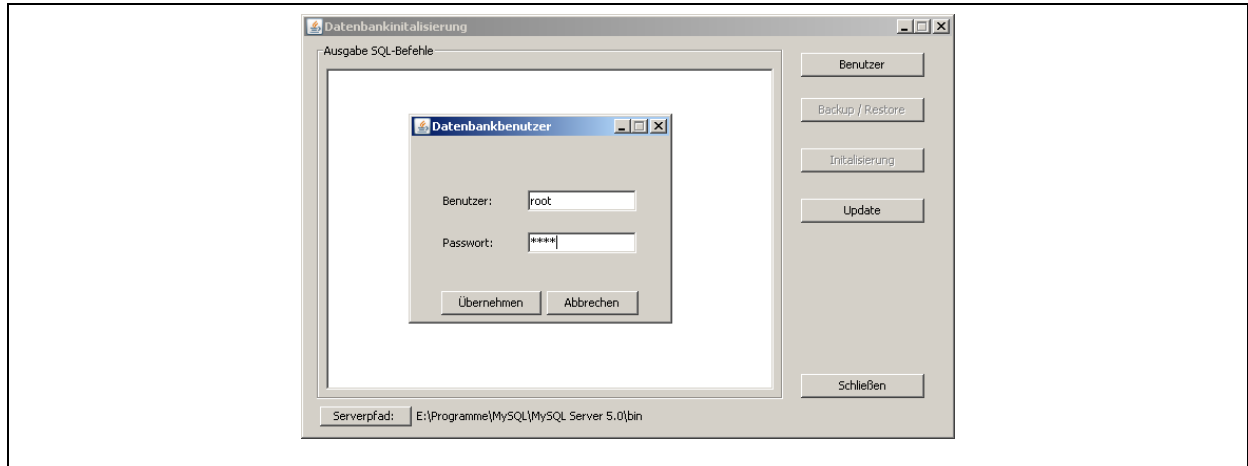 Datenbankinitalisierung
Ausgabe SQL-Befehle
Benutzer
Backup / Restore
Initalisierung
Update
Datenbankbenutzer
Benutzer: root
Passwort: ****
Übernehmen Abbrechen
Schließen
Serverpfad: E:\Programme\MySQL\MySQL Server 5.0\bin